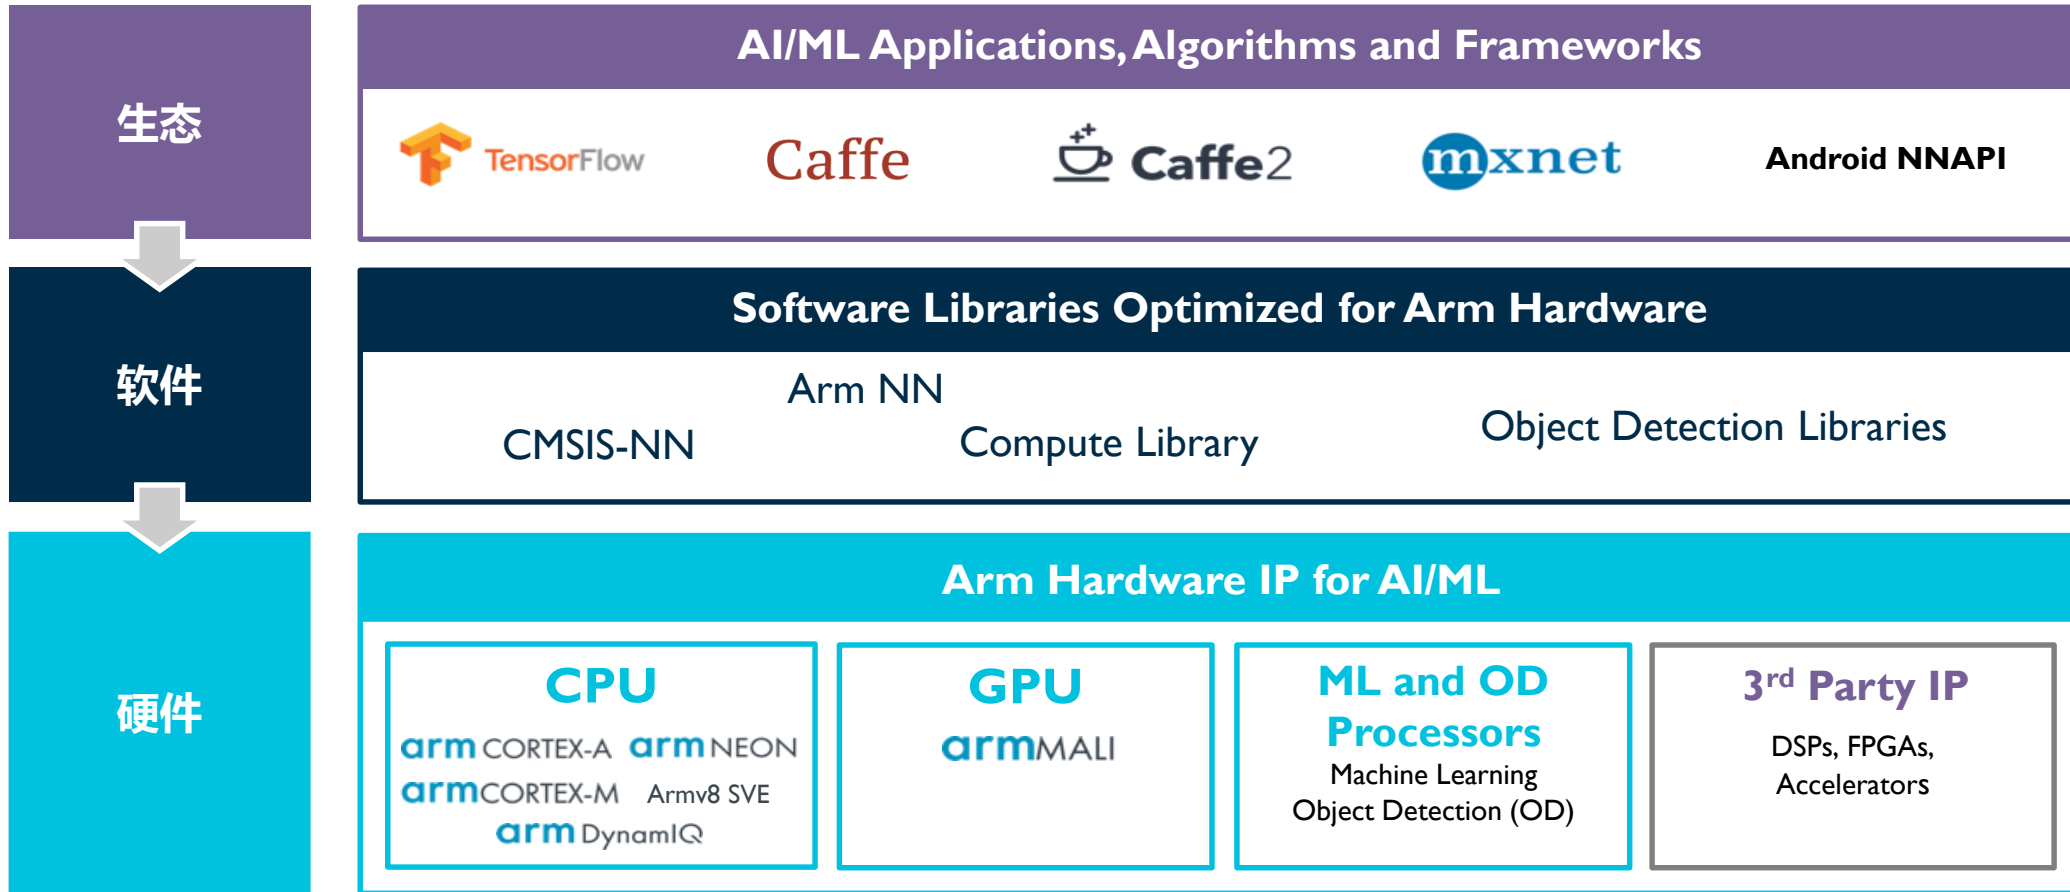 生态
AI/ML Applications, Algorithms and Frameworks
TensorFlow
Caffe
Caffe2
mxnet
Android NNAPI
软件
Software Libraries Optimized for Arm Hardware
Arm NN
CMSIS-NN
Compute Library
Object Detection Libraries
硬件
Arm Hardware IP for AI/ML
CPU
arm CORTEX-A arm NEON
arm CORTEX-M Armv8 SVE
arm DynamIQ
GPU
arm MALI
ML and OD
Processors
Machine Learning
Object Detection (OD)
3rd Party IP
DSPs, FPGAs,
Accelerators